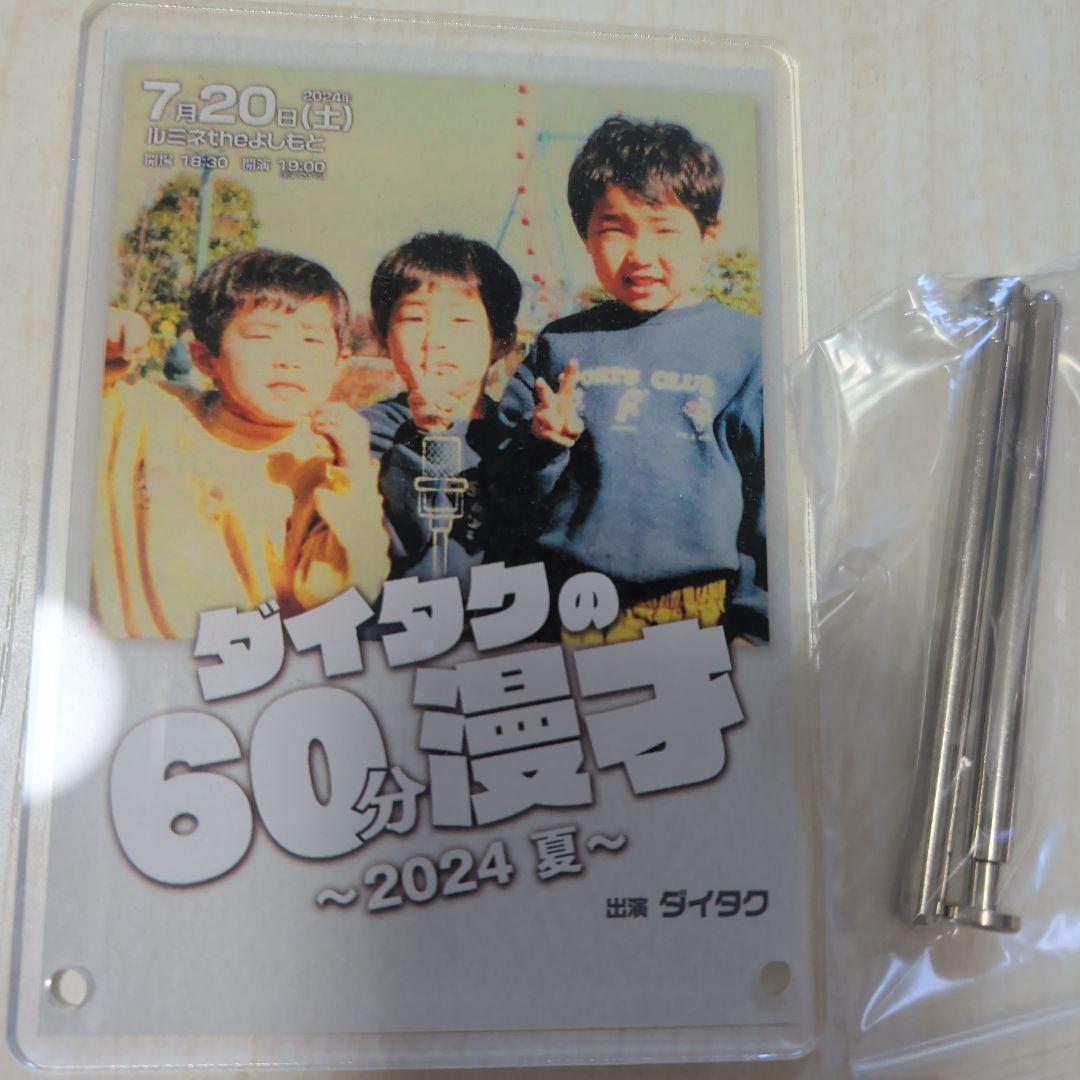 2024年
7月20日(土)
ルミネtheよしもと
開場 18:30 開演 19:00
ORTS CLUB
ダイタクの
60分漫才
～2024 夏～
出演 ダイタク